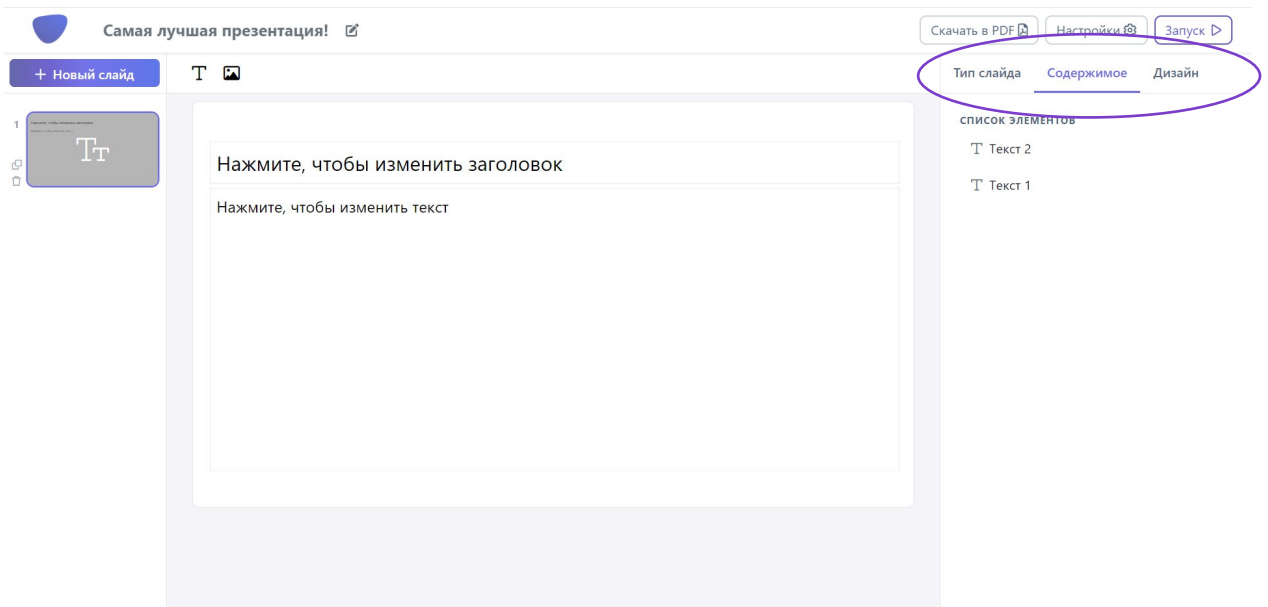 Самая лучшая презентация!
Скачать в PDF
Настройки
Запуск
+ Новый слайд
T
Тип слайда
Содержимое
Дизайн
1
Tт
Нажмите, чтобы изменить заголовок
Нажмите, чтобы изменить текст
СПИСОК ЭЛЕМЕНТОВ
T Текст 2
T Текст 1